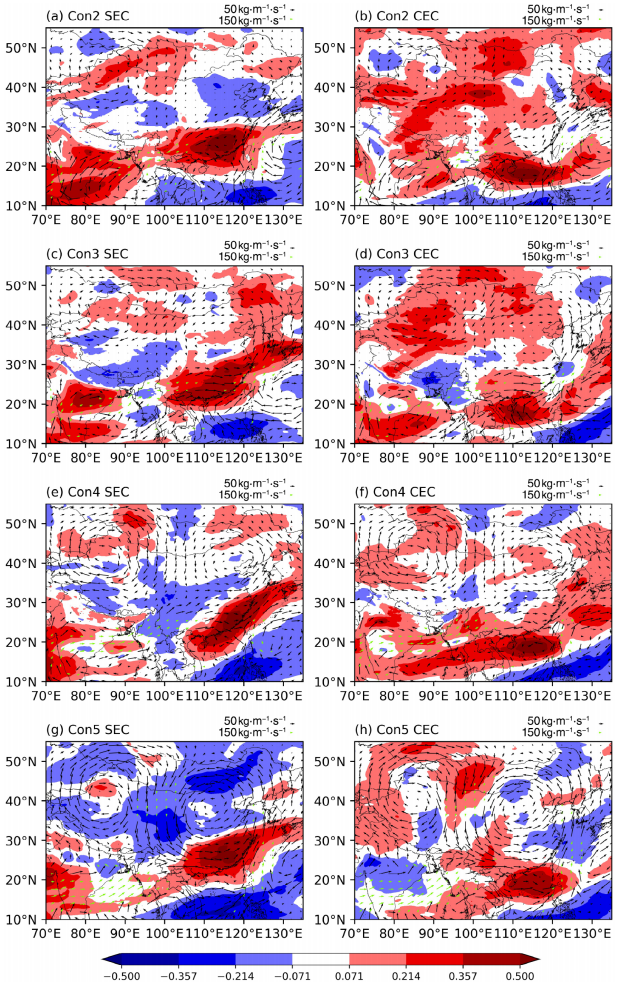 50kg·m⁻¹·s⁻¹ 50kg·m⁻¹·s⁻¹
(a) Con2 SEC 150kg·m⁻¹·s⁻¹ (b) Con2 CEC 150kg·m⁻¹·s⁻¹
50°N 50°N
40°N 40°N
30°N 30°N
20°N 20°N
10°N 10°N
70°E 80°E 90°E 100°E 110°E 120°E 130°E 70°E 80°E 90°E 100°E 110°E 120°E 130°E
50kg·m⁻¹·s⁻¹ 50kg·m⁻¹·s⁻¹
(c) Con3 SEC 150kg·m⁻¹·s⁻¹ (d) Con3 CEC 150kg·m⁻¹·s⁻¹
50°N 50°N
40°N 40°N
30°N 30°N
20°N 20°N
10°N 10°N
70°E 80°E 90°E 100°E 110°E 120°E 130°E 70°E 80°E 90°E 100°E 110°E 120°E 130°E
50kg·m⁻¹·s⁻¹ 50kg·m⁻¹·s⁻¹
(e) Con4 SEC 150kg·m⁻¹·s⁻¹ (f) Con4 CEC 150kg·m⁻¹·s⁻¹
50°N 50°N
40°N 40°N
30°N 30°N
20°N 20°N
10°N 10°N
70°E 80°E 90°E 100°E 110°E 120°E 130°E 70°E 80°E 90°E 100°E 110°E 120°E 130°E
50kg·m⁻¹·s⁻¹ 50kg·m⁻¹·s⁻¹
(g) Con5 SEC 150kg·m⁻¹·s⁻¹ (h) Con5 CEC 150kg·m⁻¹·s⁻¹
50°N 50°N
40°N 40°N
30°N 30°N
20°N 20°N
10°N 10°N
70°E 80°E 90°E 100°E 110°E 120°E 130°E 70°E 80°E 90°E 100°E 110°E 120°E 130°E
−0.500 −0.357 −0.214 −0.071 0.071 0.214 0.357 0.500